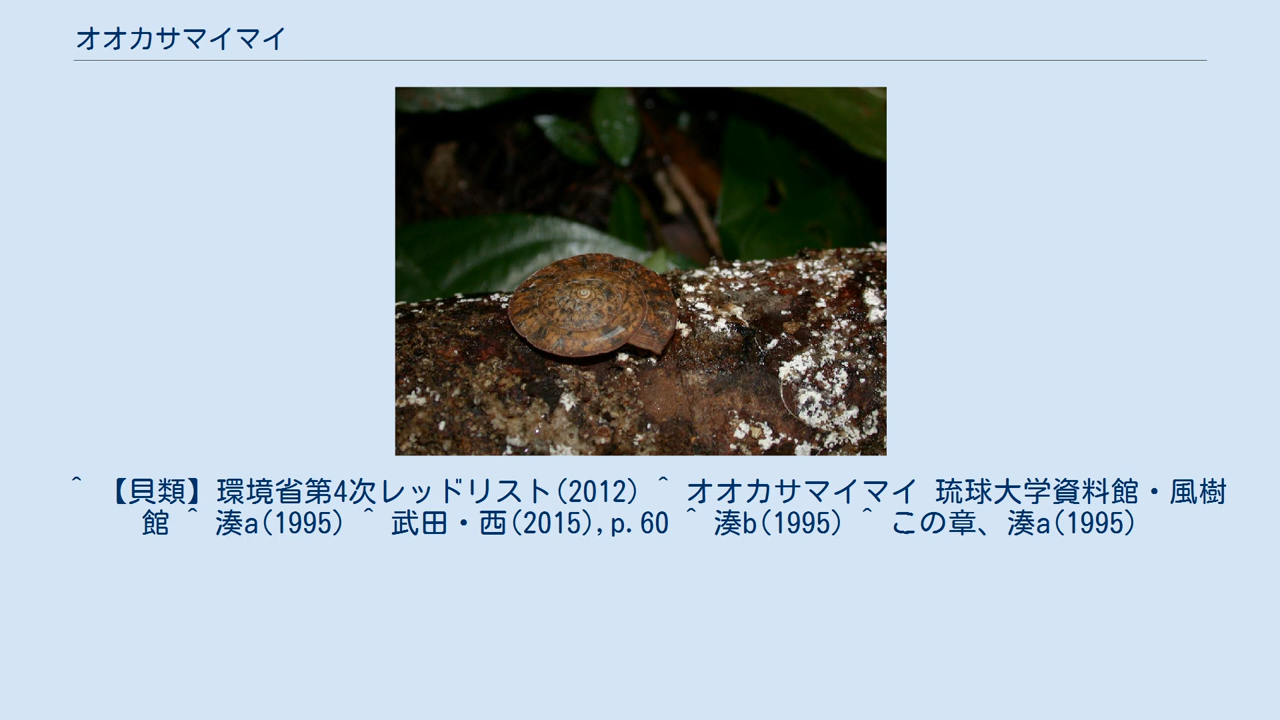 オオカサマイマイ
^ 【貝類】環境省第4次レッドリスト(2012) ^ オオカサマイマイ 琉球大学資料館・風樹
館 ^ 湊a(1995) ^ 武田・西(2015),p.60 ^ 湊b(1995) ^ この章、湊a(1995)